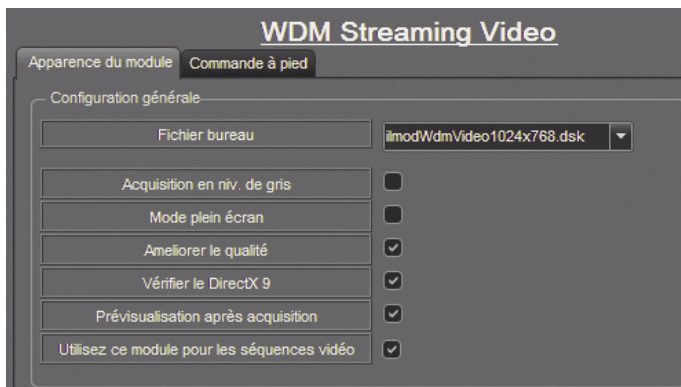 WDM Streaming Video
Apparence du module Commande à pied
Configuration générale
Fichier bureau ilmodWdmVideo1024x768.dsk
Acquisition en niv. de gris
Mode plein écran
Ameliorer le qualité
Vérifier le DirectX 9
Prévisualisation après acquisition
Utilisez ce module pour les séquences vidéo